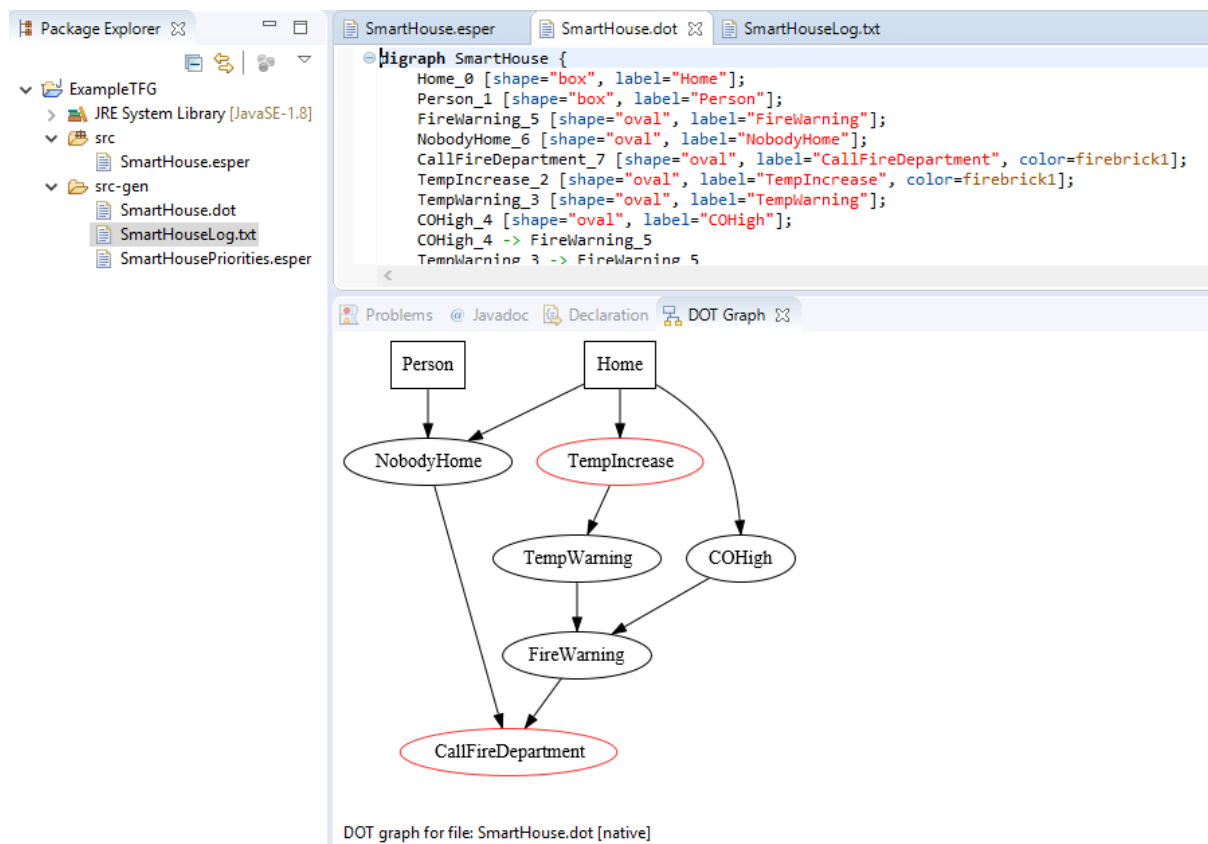 Package Explorer
ExampleTFG
JRE System Library [JavaSE-1.8]
src
SmartHouse.esper
src-gen
SmartHouse.dot
SmartHouseLog.txt
SmartHousePriorities.esper
SmartHouse.esper
SmartHouse.dot
SmartHouseLog.txt
digraph SmartHouse {
Home_0 [shape="box", label="Home"];
Person_1 [shape="box", label="Person"];
FireWarning_5 [shape="oval", label="FireWarning"];
NobodyHome_6 [shape="oval", label="NobodyHome"];
CallFireDepartment_7 [shape="oval", label="CallFireDepartment", color=firebrick1];
TempIncrease_2 [shape="oval", label="TempIncrease", color=firebrick1];
TempWarning_3 [shape="oval", label="TempWarning"];
COHigh_4 [shape="oval", label="COHigh"];
COHigh_4 -> FireWarning_5
TempWarning_3 -> FireWarning_5
Problems @ Javadoc Declaration DOT Graph
Person Home
NobodyHome TempIncrease
TempWarning COHigh
FireWarning
CallFireDepartment
DOT graph for file: SmartHouse.dot [native]